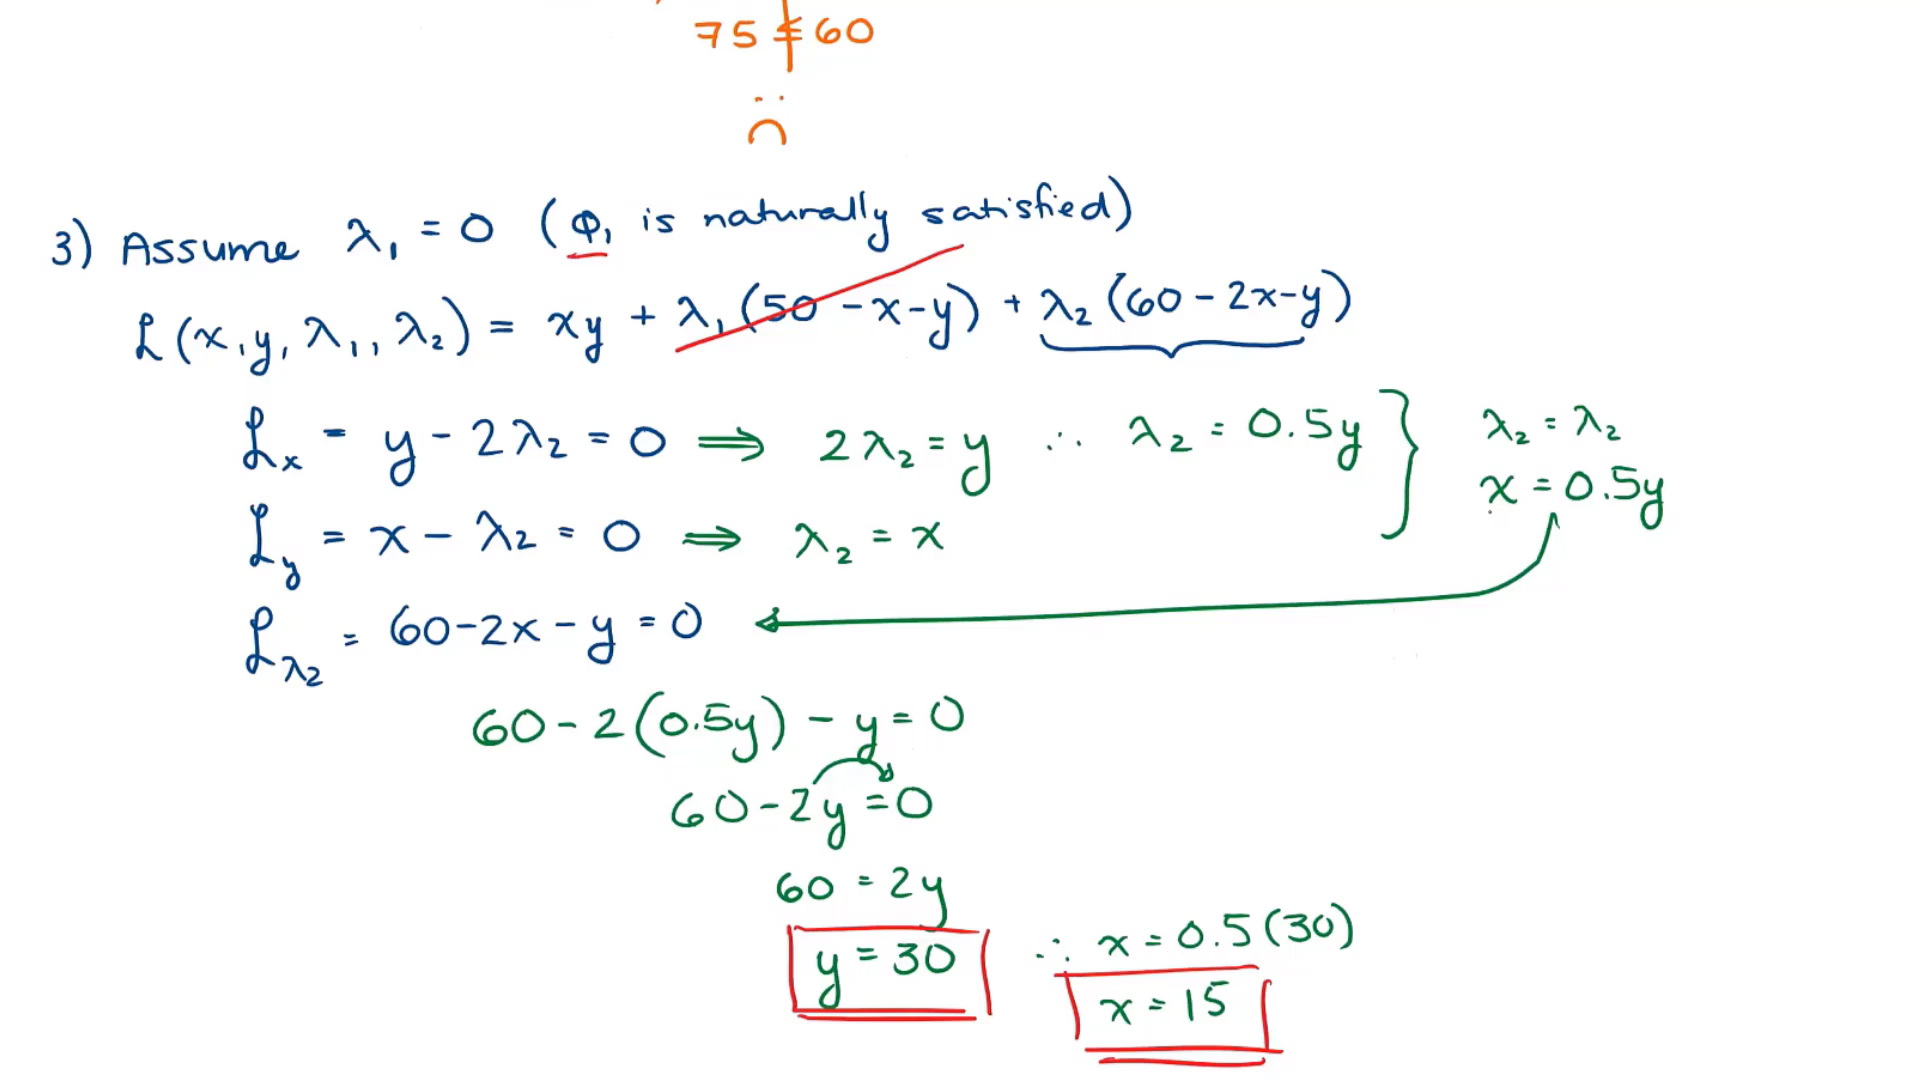 75 ≰ 60
3) Assume λ₁ = 0 (φ₁ is naturally satisfied)
ℒ(x, y, λ₁, λ₂) = xy + λ₁(50 - x - y) + λ₂(60 - 2x - y)
ℒₓ = y - 2λ₂ = 0 ⟹ 2λ₂ = y ∴ λ₂ = 0.5y } λ₂ = λ₂
x = 0.5y
ℒ_y = x - λ₂ = 0 ⟹ λ₂ = x
ℒ_λ₂ = 60 - 2x - y = 0
60 - 2(0.5y) - y = 0
60 - 2y = 0
60 = 2y
y = 30 ∴ x = 0.5(30)
x = 15